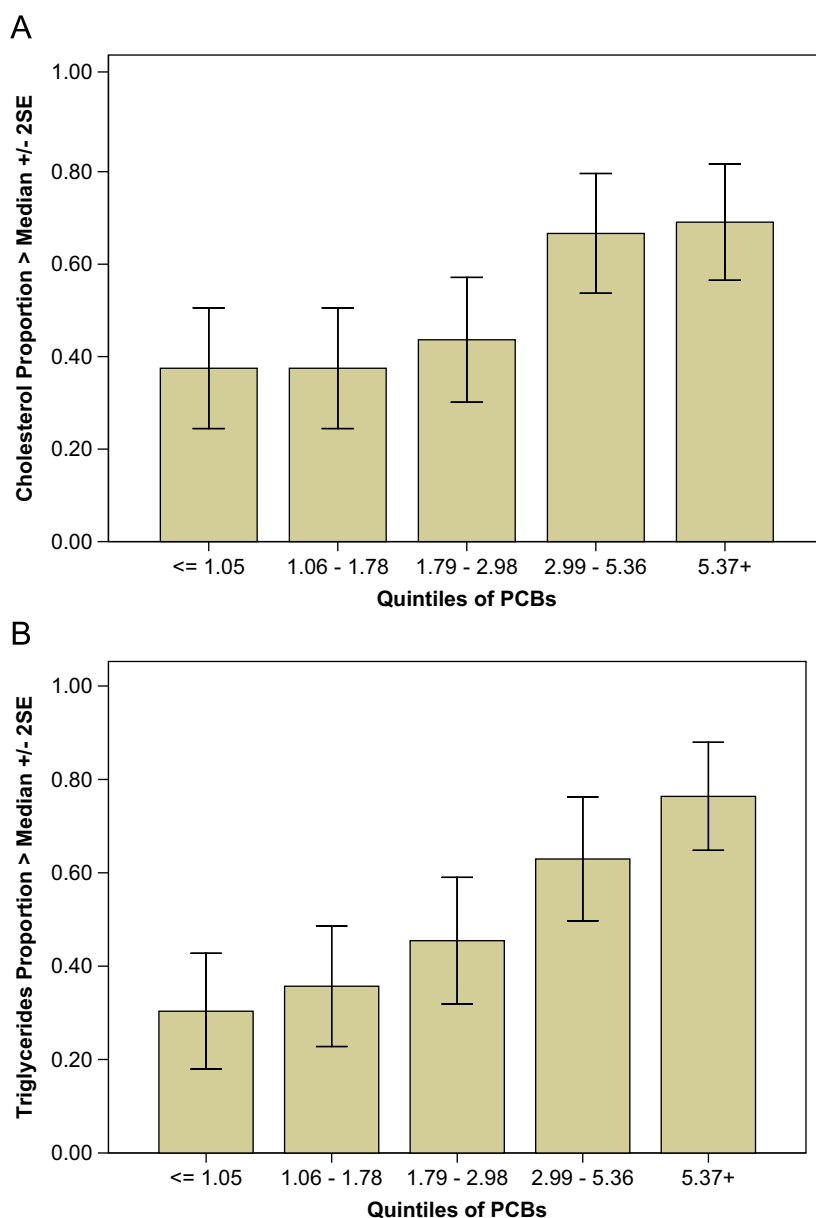 A
Cholesterol Proportion > Median +/- 2SE
1.00
0.80
0.60
0.40
0.20
0.00
<= 1.05 1.06 - 1.78 1.79 - 2.98 2.99 - 5.36 5.37+
Quintiles of PCBs
B
Triglycerides Proportion > Median +/- 2SE
1.00
0.80
0.60
0.40
0.20
0.00
<= 1.05 1.06 - 1.78 1.79 - 2.98 2.99 - 5.36 5.37+
Quintiles of PCBs